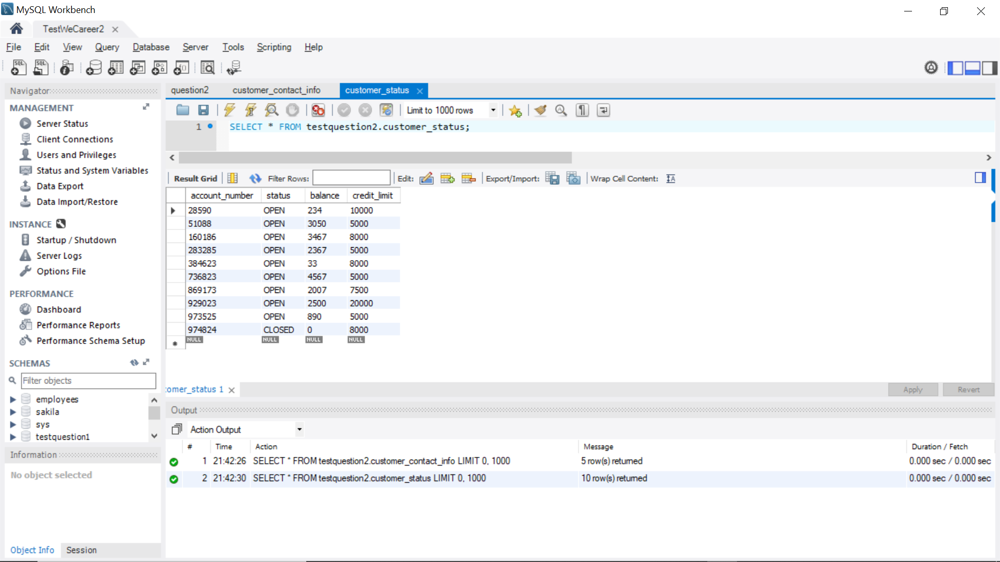 MySQL Workbench
TestWeCareer2
File Edit View Query Database Server Tools Scripting Help
Navigator
MANAGEMENT
Server Status
Client Connections
Users and Privileges
Status and System Variables
Data Export
Data Import/Restore
INSTANCE
Startup / Shutdown
Server Logs
Options File
PERFORMANCE
Dashboard
Performance Reports
Performance Schema Setup
SCHEMAS
Filter objects
employees
sakila
sys
testquestion1
Information
No object selected
Object Info Session
question2 customer_contact_info customer_status
Limit to 1000 rows
1 SELECT * FROM testquestion2.customer_status;
Result Grid Filter Rows: Edit: Export/Import: Wrap Cell Content:
account_number status balance credit_limit
28590 OPEN 234 10000
51088 OPEN 3050 5000
160186 OPEN 3467 8000
283285 OPEN 2367 5000
384623 OPEN 33 8000
736823 OPEN 4567 5000
869173 OPEN 2007 7500
929023 OPEN 2500 20000
973525 OPEN 890 5000
974824 CLOSED 0 8000
NULL NULL NULL NULL
omer_status 1 Apply Revert
Output
Action Output
# Time Action Message Duration / Fetch
1 21:42:26 SELECT * FROM testquestion2.customer_contact_info LIMIT 0, 1000 5 row(s) returned 0.000 sec / 0.000 sec
2 21:42:30 SELECT * FROM testquestion2.customer_status LIMIT 0, 1000 10 row(s) returned 0.000 sec / 0.000 sec